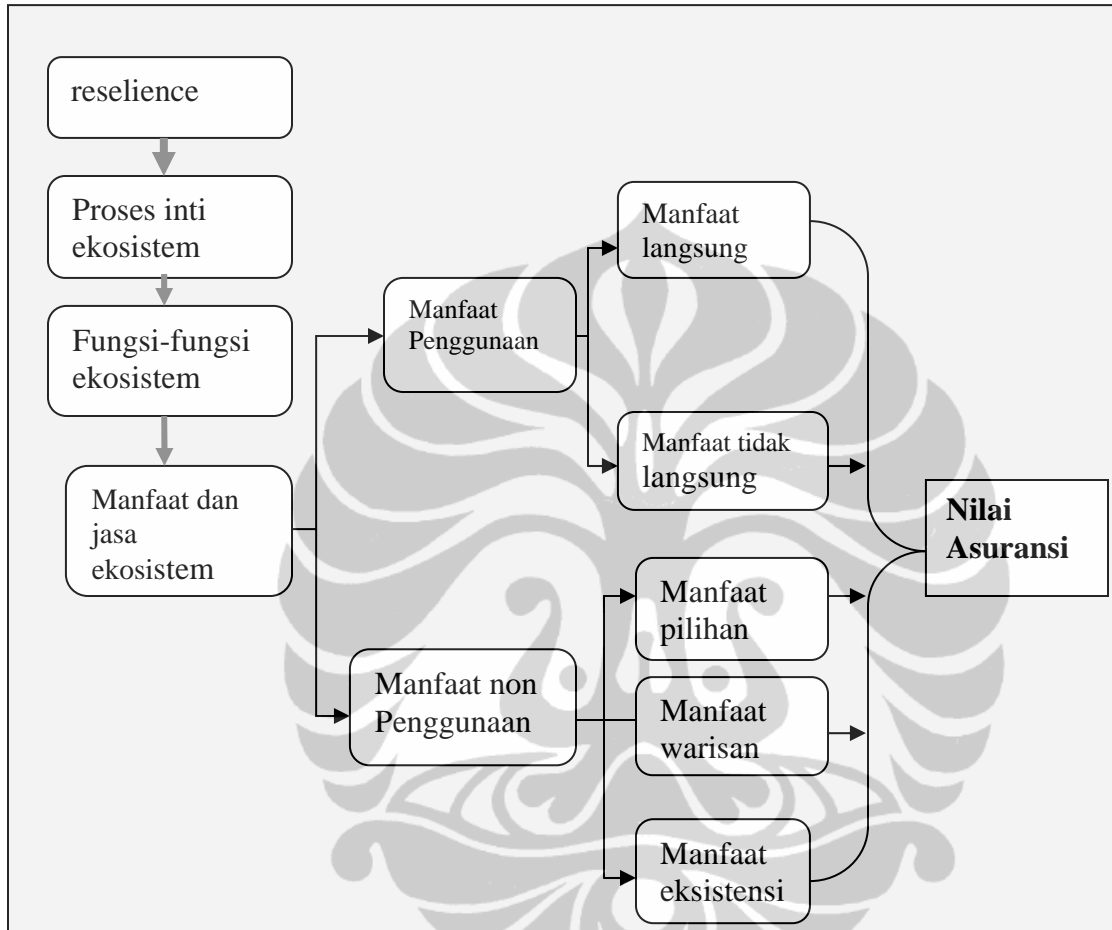 reselience
Proses inti
ekosistem
Fungsi-fungsi
ekosistem
Manfaat dan
jasa
ekosistem
Manfaat
Penggunaan
Manfaat non
Penggunaan
Manfaat
langsung
Manfaat tidak
langsung
Manfaat
pilihan
Manfaat
warisan
Manfaat
eksistensi
Nilai
Asuransi